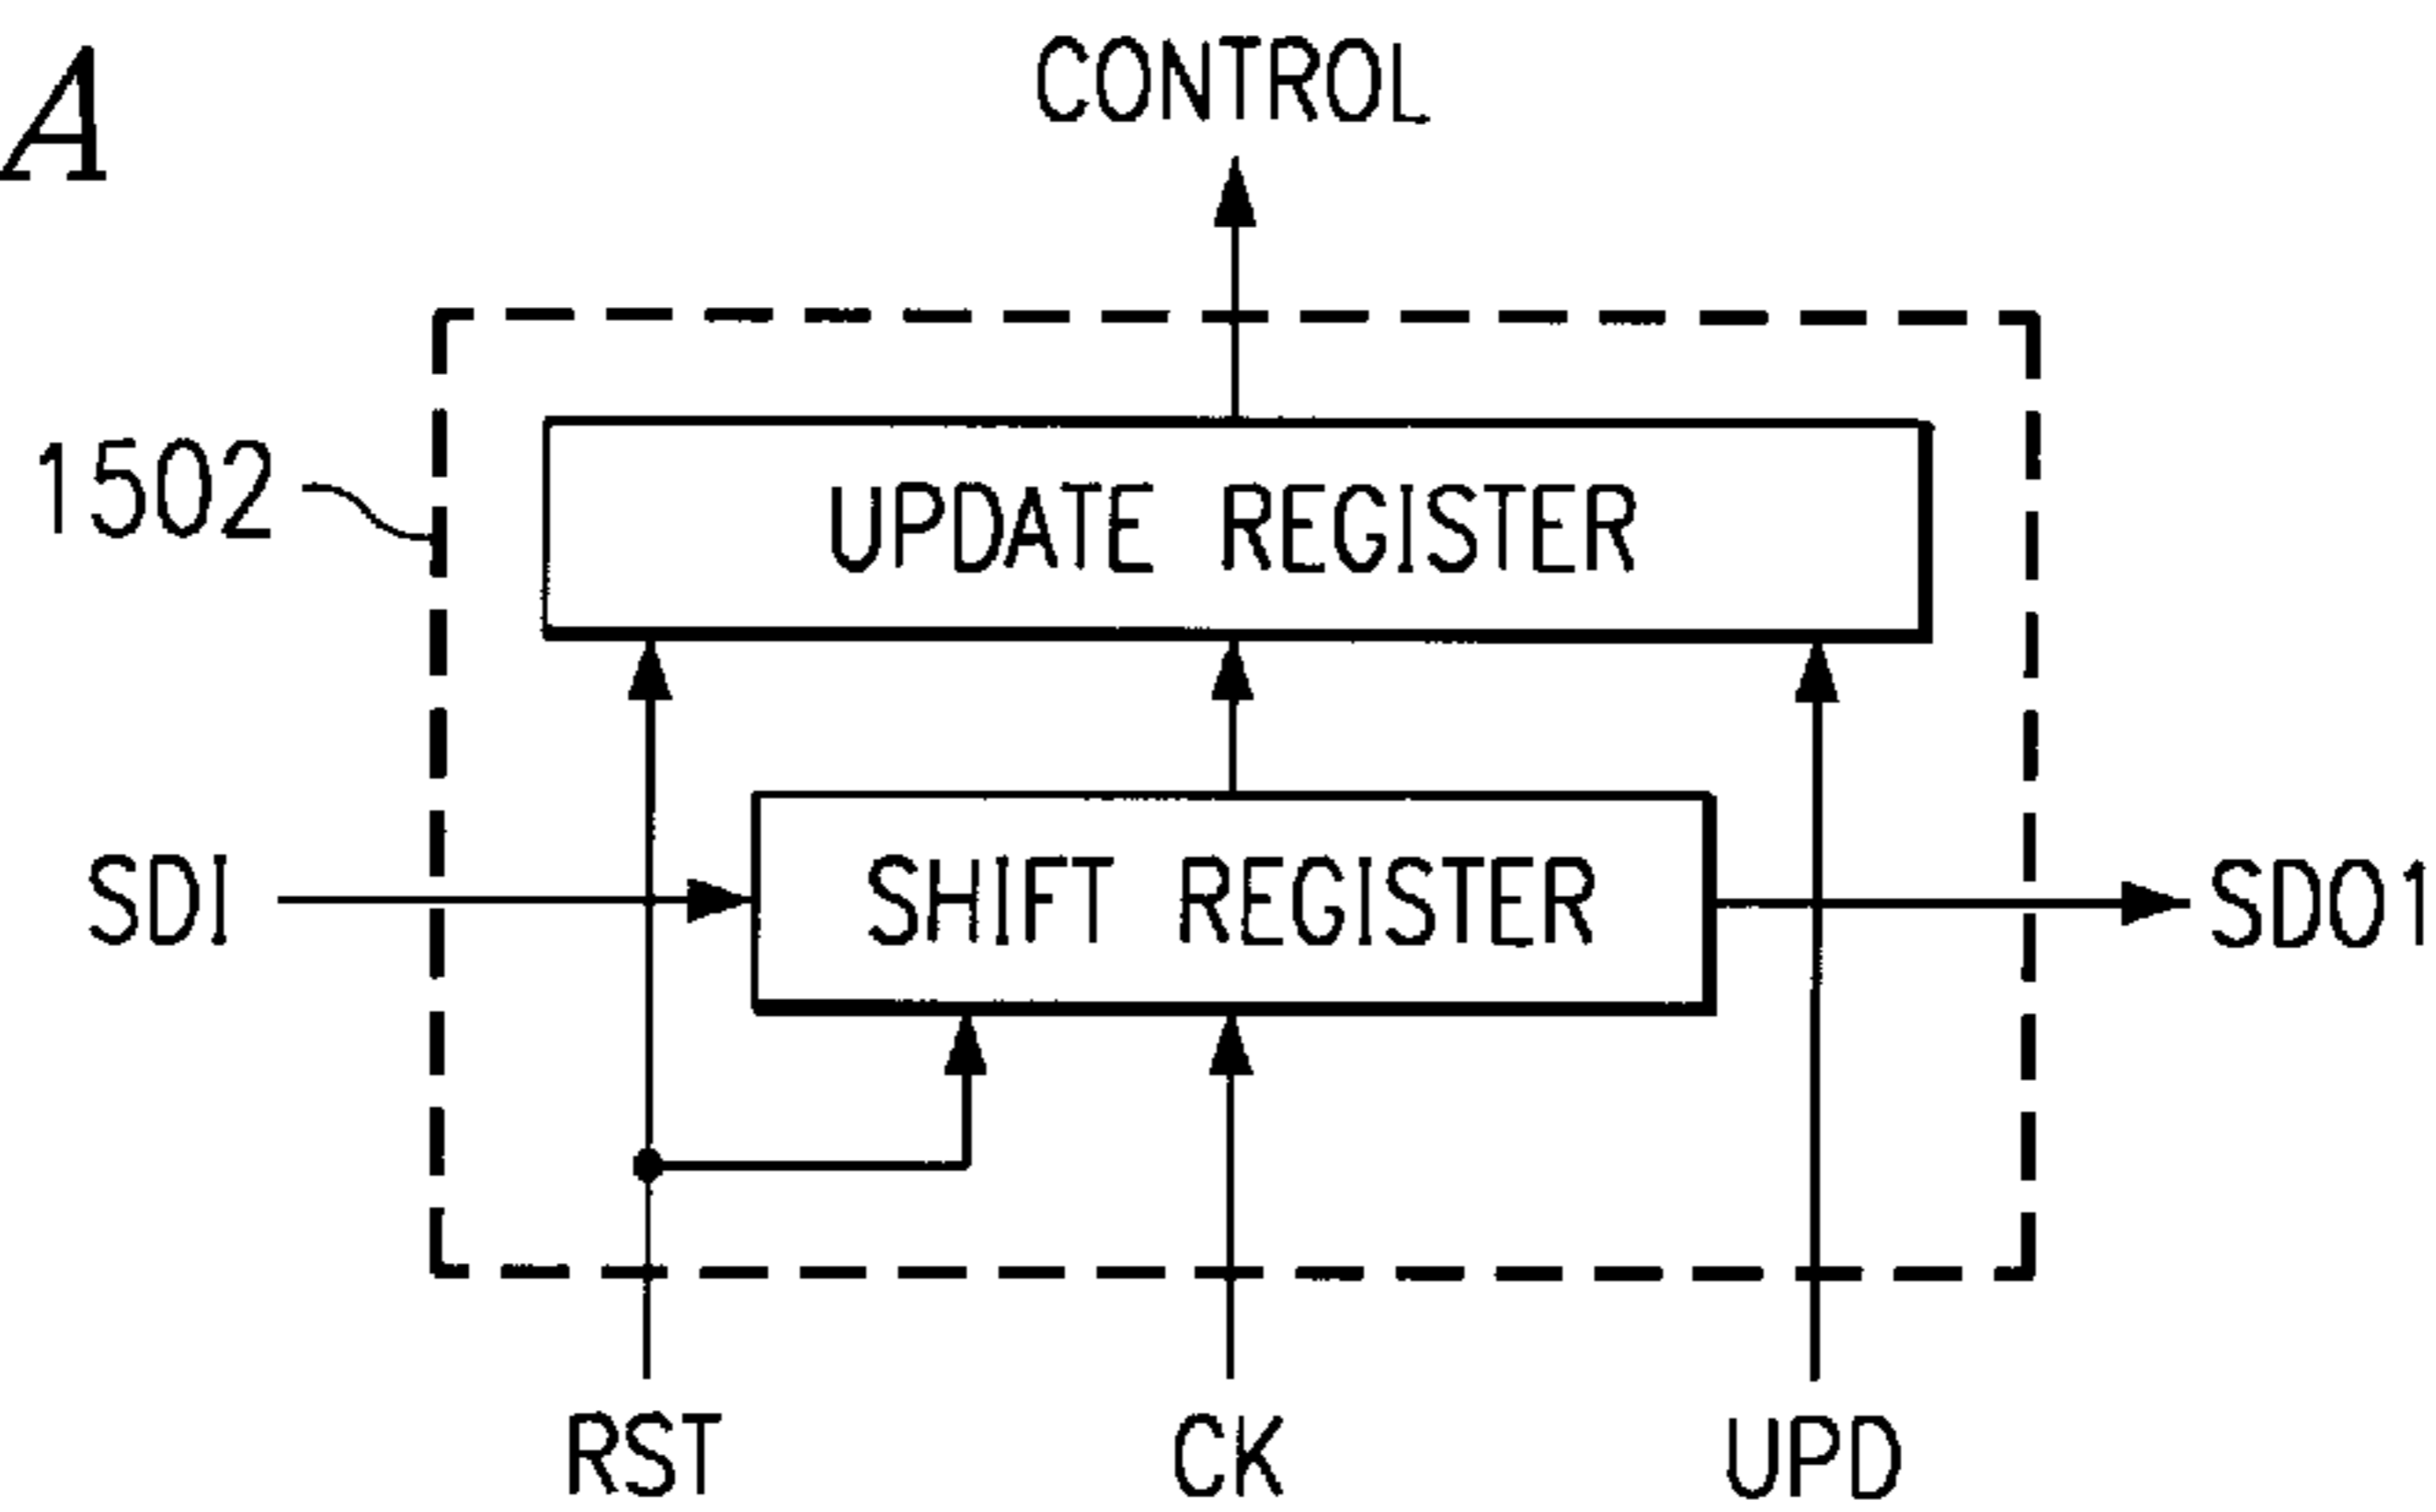 A
CONTROL
1502
UPDATE REGISTER
SDI
SHIFT REGISTER
SDO1
RST
CK
UPD